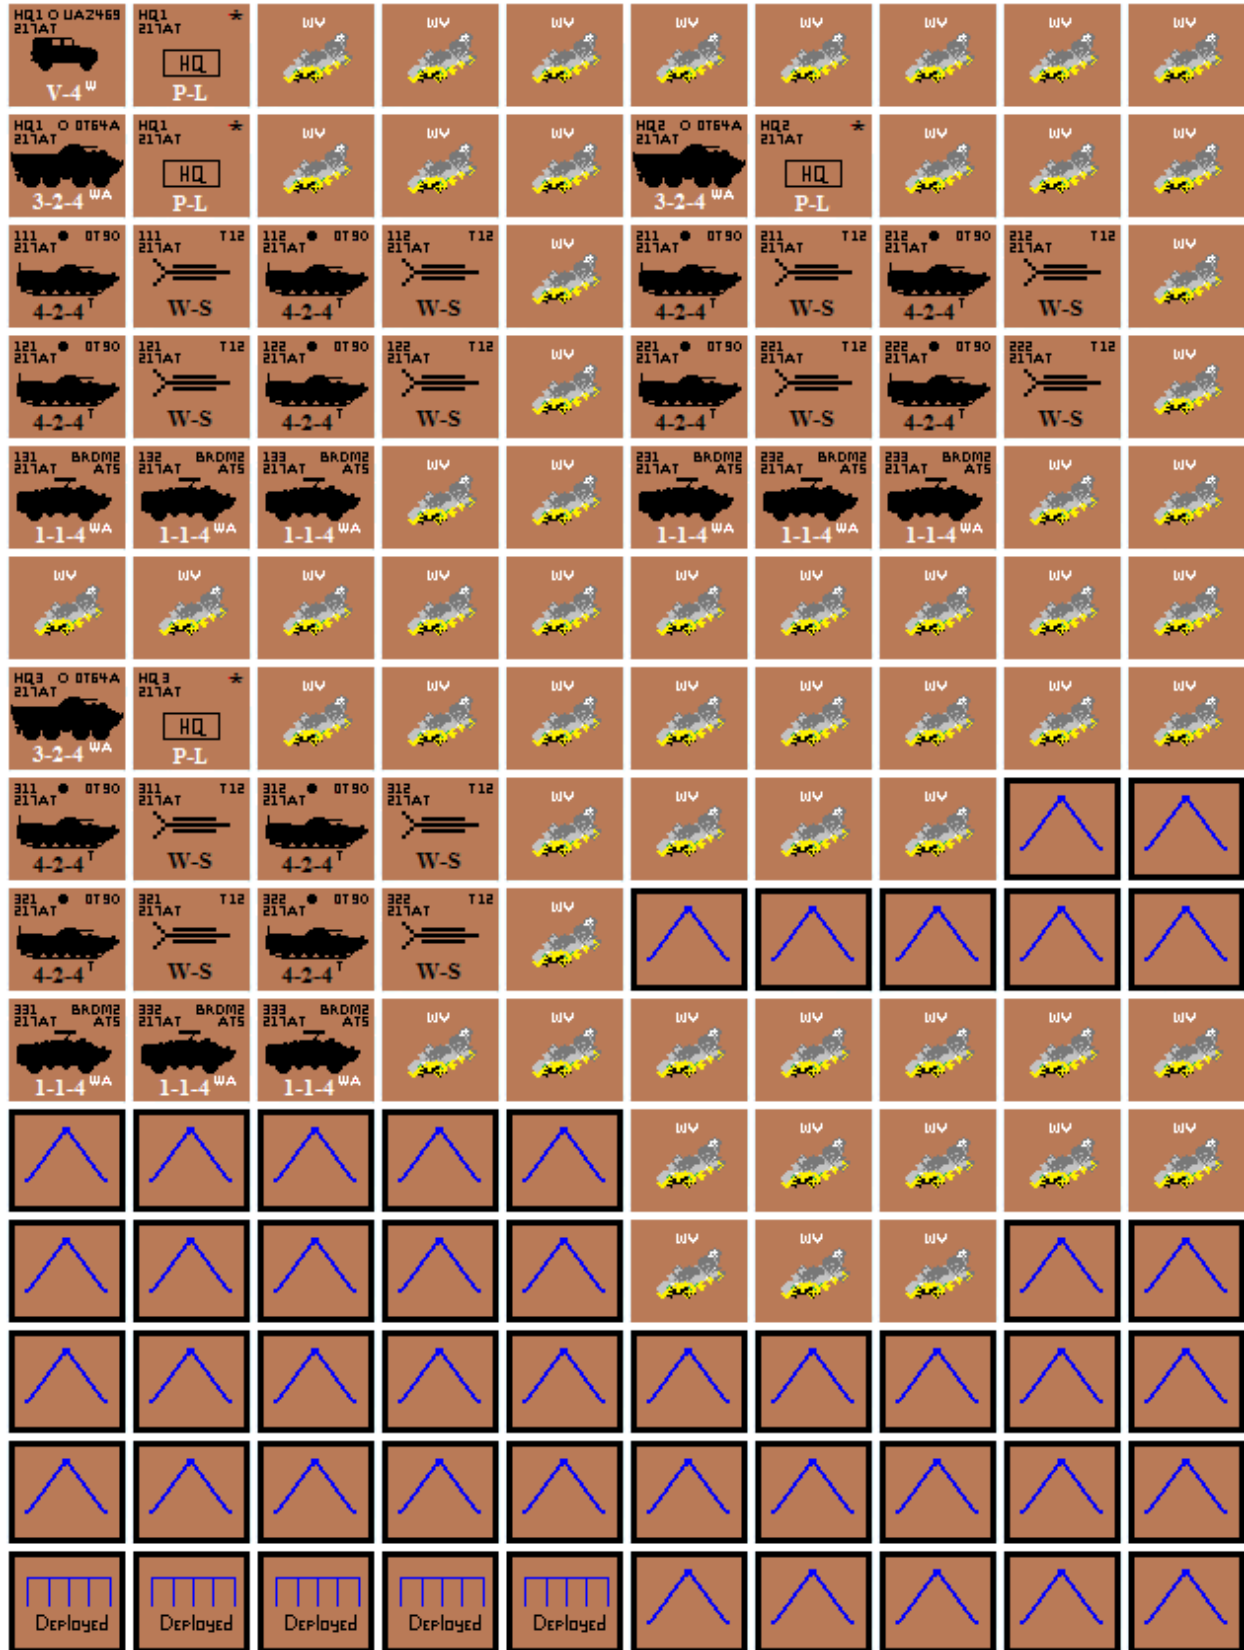 HQ1 O UAZ469 HQ1 * WV WV WV WV WV WV WV WV
217AT 217AT
HQ
V-4 W P-L
HQ1 O OT64A HQ1 * WV WV WV HQ2 O OT64A HQ2 * WV WV WV
217AT 217AT 217AT 217AT
HQ HQ
3-2-4 WA P-L 3-2-4 WA P-L
111 ● OT90 111 T12 112 ● OT90 112 T12 WV 211 ● OT90 211 T12 212 ● OT90 212 T12 WV
217AT 217AT 217AT 217AT 217AT 217AT 217AT 217AT
4-2-4 T W-S 4-2-4 T W-S 4-2-4 T W-S 4-2-4 T W-S
121 ● OT90 121 T12 122 ● OT90 122 T12 WV 221 ● OT90 221 T12 222 ● OT90 222 T12 WV
217AT 217AT 217AT 217AT 217AT 217AT 217AT 217AT
4-2-4 T W-S 4-2-4 T W-S 4-2-4 T W-S 4-2-4 T W-S
131 BRDM2 132 BRDM2 133 BRDM2 WV WV 231 BRDM2 232 BRDM2 233 BRDM2 WV WV
217AT AT5 217AT AT5 217AT AT5 217AT AT5 217AT AT5 217AT AT5
1-1-4 WA 1-1-4 WA 1-1-4 WA 1-1-4 WA 1-1-4 WA 1-1-4 WA
WV WV WV WV WV WV WV WV WV WV
HQ3 O OT64A HQ3 * WV WV WV WV WV WV WV WV
217AT 217AT
HQ
3-2-4 WA P-L
311 ● OT90 311 T12 312 ● OT90 312 T12 WV WV WV WV
217AT 217AT 217AT 217AT
4-2-4 T W-S 4-2-4 T W-S
321 ● OT90 321 T12 322 ● OT90 322 T12 WV
217AT 217AT 217AT 217AT
4-2-4 T W-S 4-2-4 T W-S
331 BRDM2 332 BRDM2 333 BRDM2 WV WV WV WV WV WV WV
217AT AT5 217AT AT5 217AT AT5
1-1-4 WA 1-1-4 WA 1-1-4 WA
WV WV WV WV WV
WV WV WV
Deployed Deployed Deployed Deployed Deployed